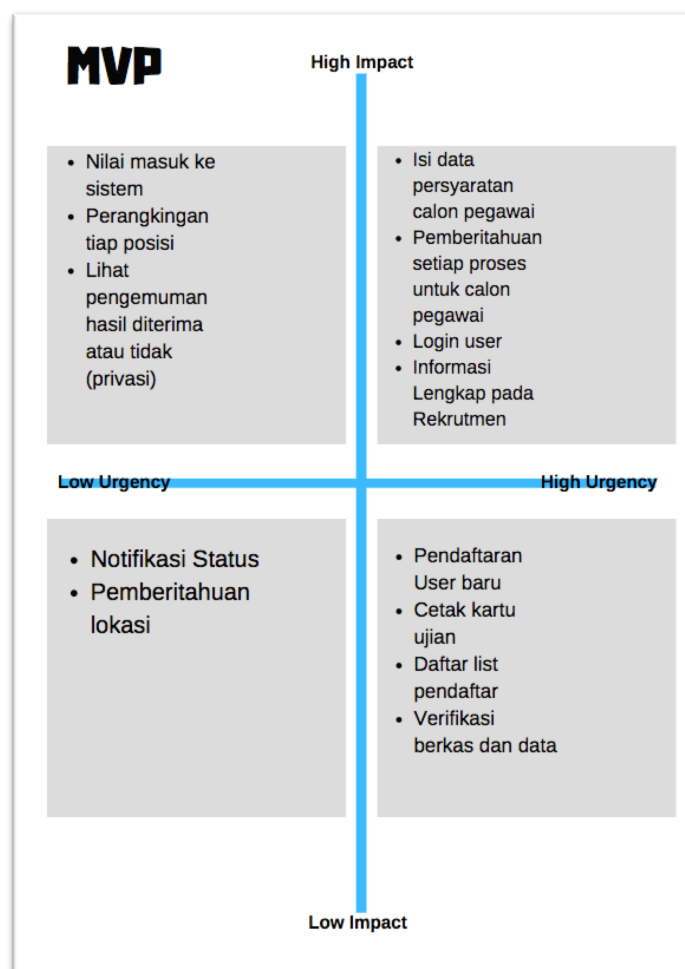 MVP
High Impact
• Nilai masuk ke
sistem
• Perangkingan
tiap posisi
• Lihat
pengemuman
hasil diterima
atau tidak
(privasi)
• Isi data
persyaratan
calon pegawai
• Pemberitahuan
setiap proses
untuk calon
pegawai
• Login user
• Informasi
Lengkap pada
Rekrutmen
Low Urgency
High Urgency
• Notifikasi Status
• Pemberitahuan
lokasi
• Pendaftaran
User baru
• Cetak kartu
ujian
• Daftar list
pendaftar
• Verifikasi
berkas dan data
Low Impact